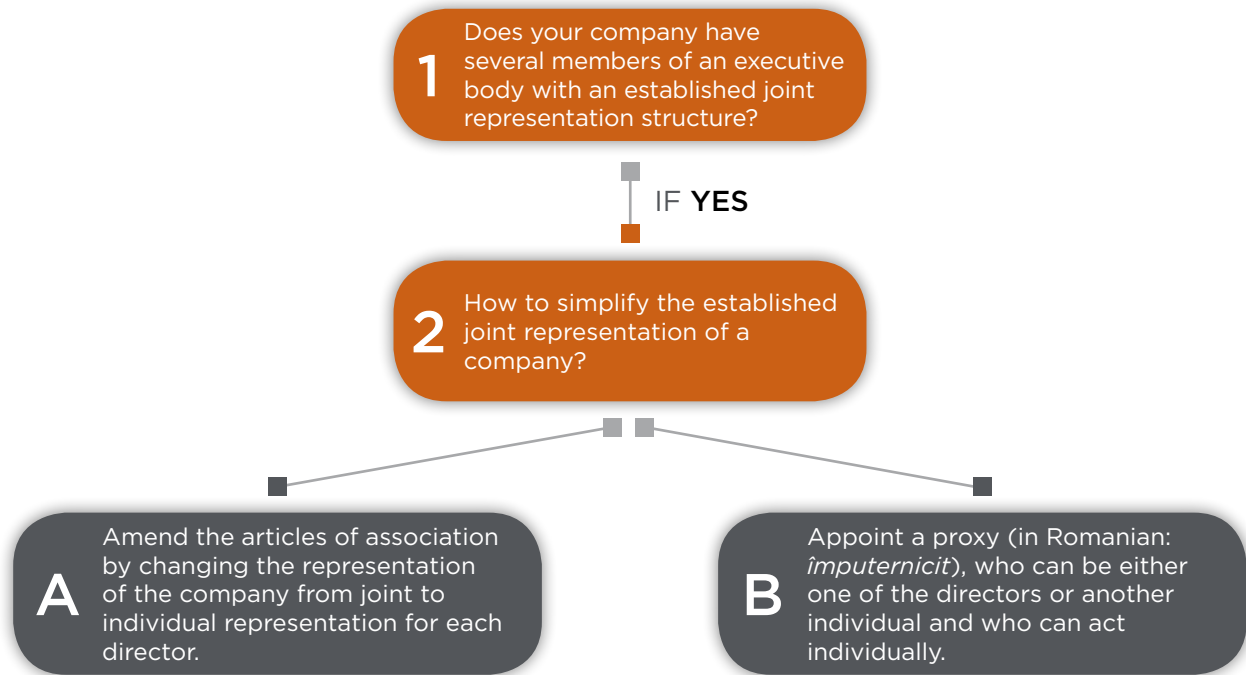 1
Does your company have
several members of an executive
body with an established joint
representation structure?
IF YES
2
How to simplify the established
joint representation of a
company?
A
Amend the articles of association
by changing the representation
of the company from joint to
individual representation for each
director.
B
Appoint a proxy (in Romanian:
împuternicit), who can be either
one of the directors or another
individual and who can act
individually.